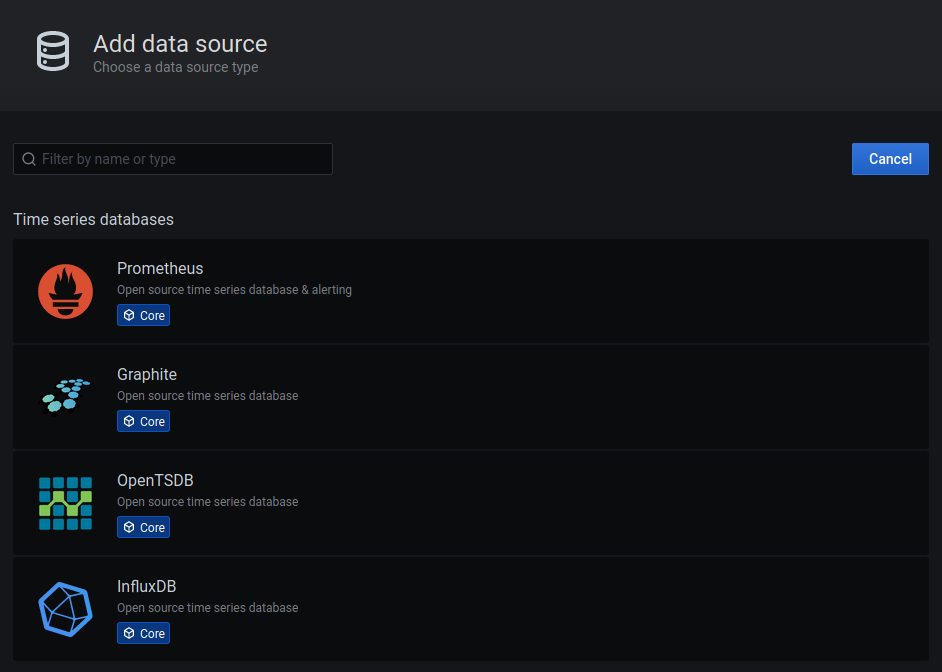 Add data source
Choose a data source type
Filter by name or type
Cancel
Time series databases
Prometheus
Open source time series database & alerting
Core
Graphite
Open source time series database
Core
OpenTSDB
Open source time series database
Core
InfluxDB
Open source time series database
Core